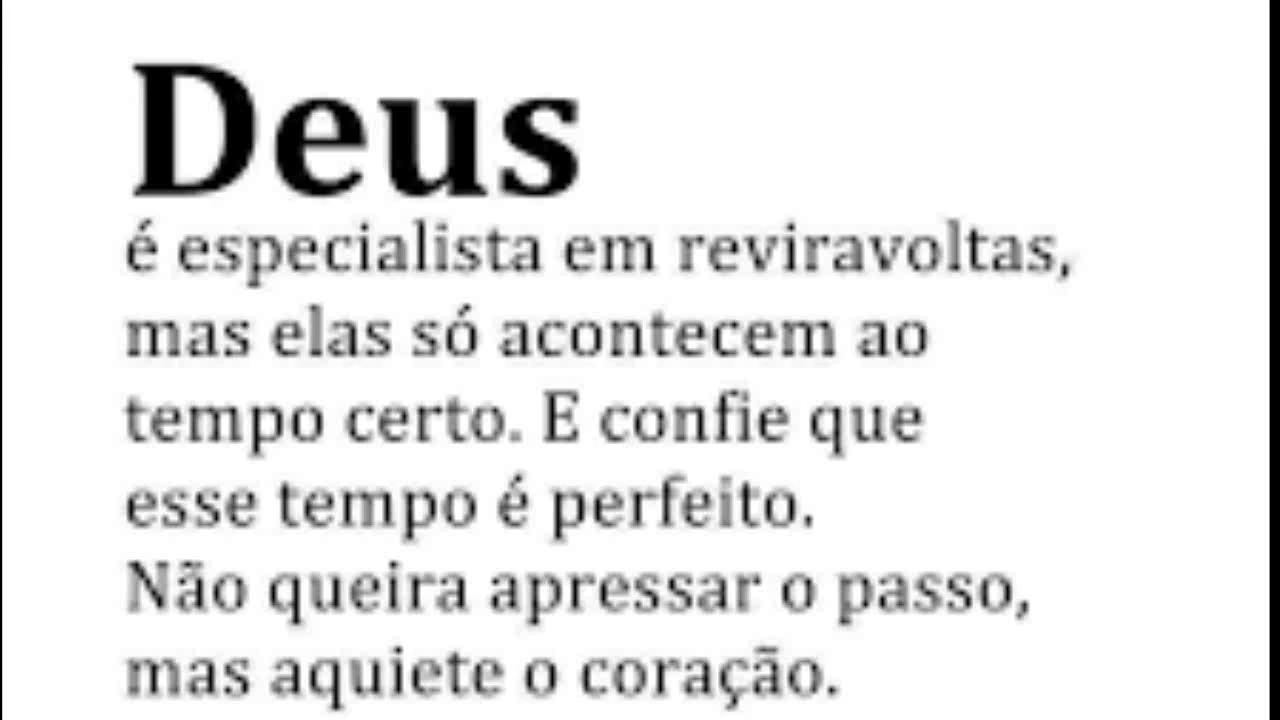 Deus
é especialista em reviravoltas,
mas elas só acontecem ao
tempo certo. E confie que
esse tempo é perfeito.
Não queira apressar o passo,
mas aquiete o coração.